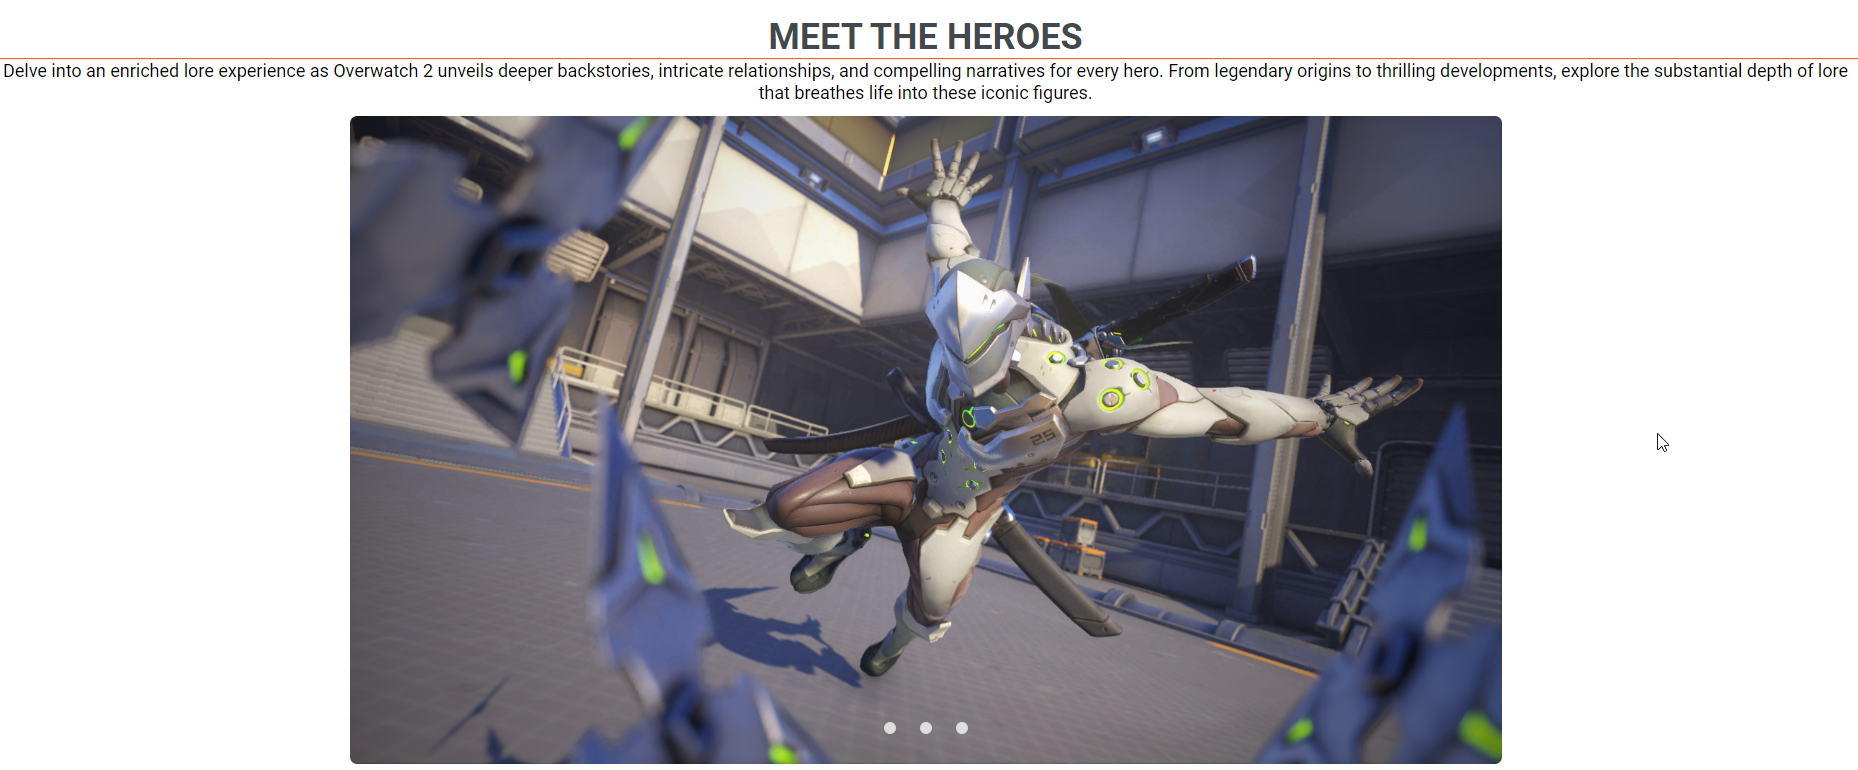 MEET THE HEROES
Delve into an enriched lore experience as Overwatch 2 unveils deeper backstories, intricate relationships, and compelling narratives for every hero. From legendary origins to thrilling developments, explore the substantial depth of lore
that breathes life into these iconic figures.
25